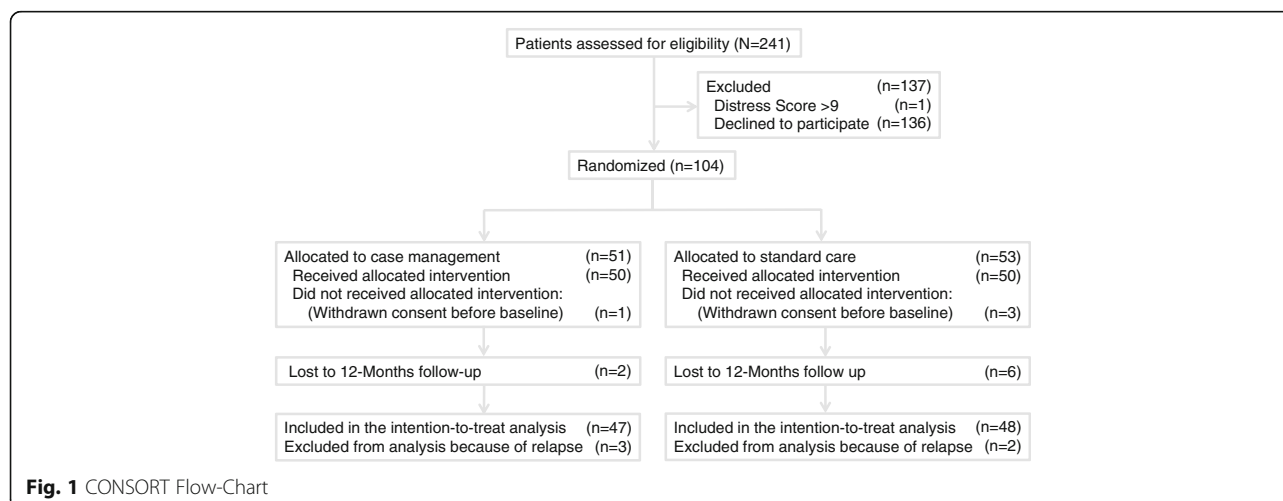 Patients assessed for eligibility (N=241)
Excluded (n=137)
Distress Score >9 (n=1)
Declined to participate (n=136)
Randomized (n=104)
Allocated to case management (n=51)
Received allocated intervention (n=50)
Did not received allocated intervention:
(Withdrawn consent before baseline) (n=1)
Allocated to standard care (n=53)
Received allocated intervention (n=50)
Did not received allocated intervention:
(Withdrawn consent before baseline) (n=3)
Lost to 12-Months follow-up (n=2)
Lost to 12-Months follow up (n=6)
Included in the intention-to-treat analysis (n=47)
Excluded from analysis because of relapse (n=3)
Included in the intention-to-treat analysis (n=48)
Excluded from analysis because of relapse (n=2)
Fig. 1 CONSORT Flow-Chart